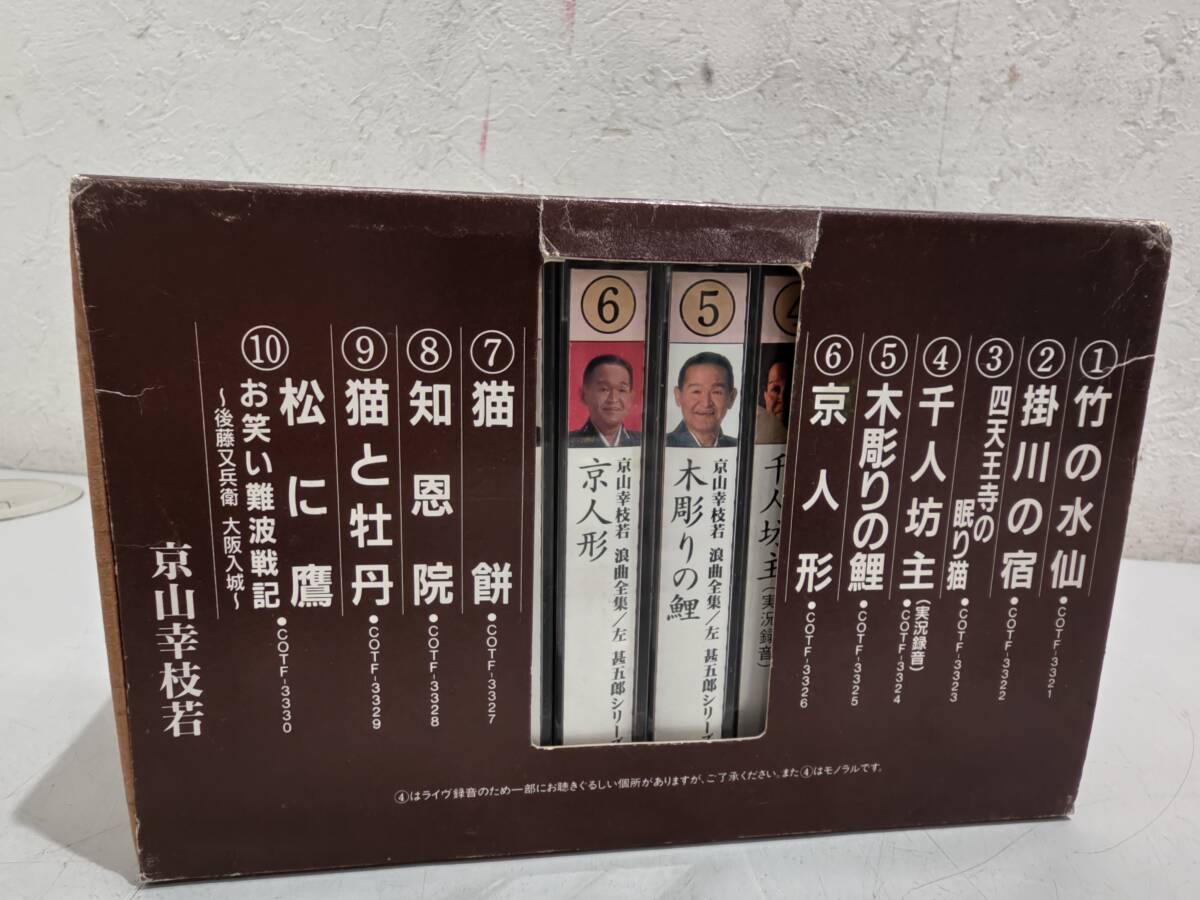 ①竹の水仙●COTF-3321
②掛川の宿●COTF-3322
③四天王寺の
眠り猫●COTF-3323
④千人坊主(実況録音)●COTF-3324
⑤木彫りの鯉●COTF-3325
⑥京人形●COTF-3326
千人坊主(実況録音)
⑤
京山幸枝若 浪曲全集/左 甚五郎シリーズ
木彫りの鯉
⑥
京山幸枝若 浪曲全集/左 甚五郎シリーズ
京人形
⑦猫餅●COTF-3327
⑧知恩院●COTF-3328
⑨猫と牡丹●COTF-3329
⑩松に鷹●COTF-3330
お笑い難波戦記
~後藤又兵衛 大阪入城~
京山幸枝若
④はライヴ録音のため一部にお聴きぐるしい個所がありますが、ご了承ください。また④はモノラルです。